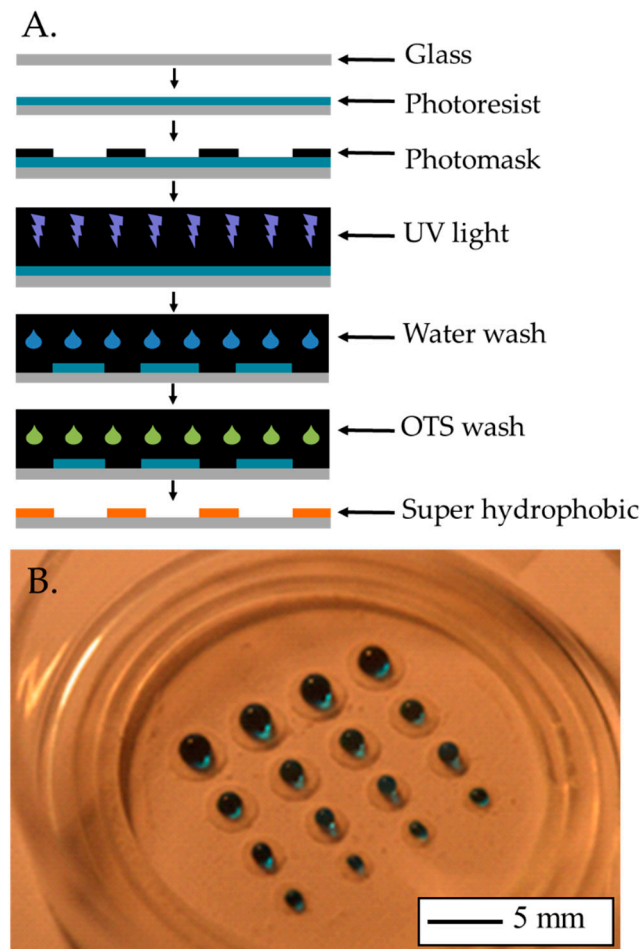 A.
Glass
Photoresist
Photomask
UV light
Water wash
OTS wash
Super hydrophobic
B.
5 mm